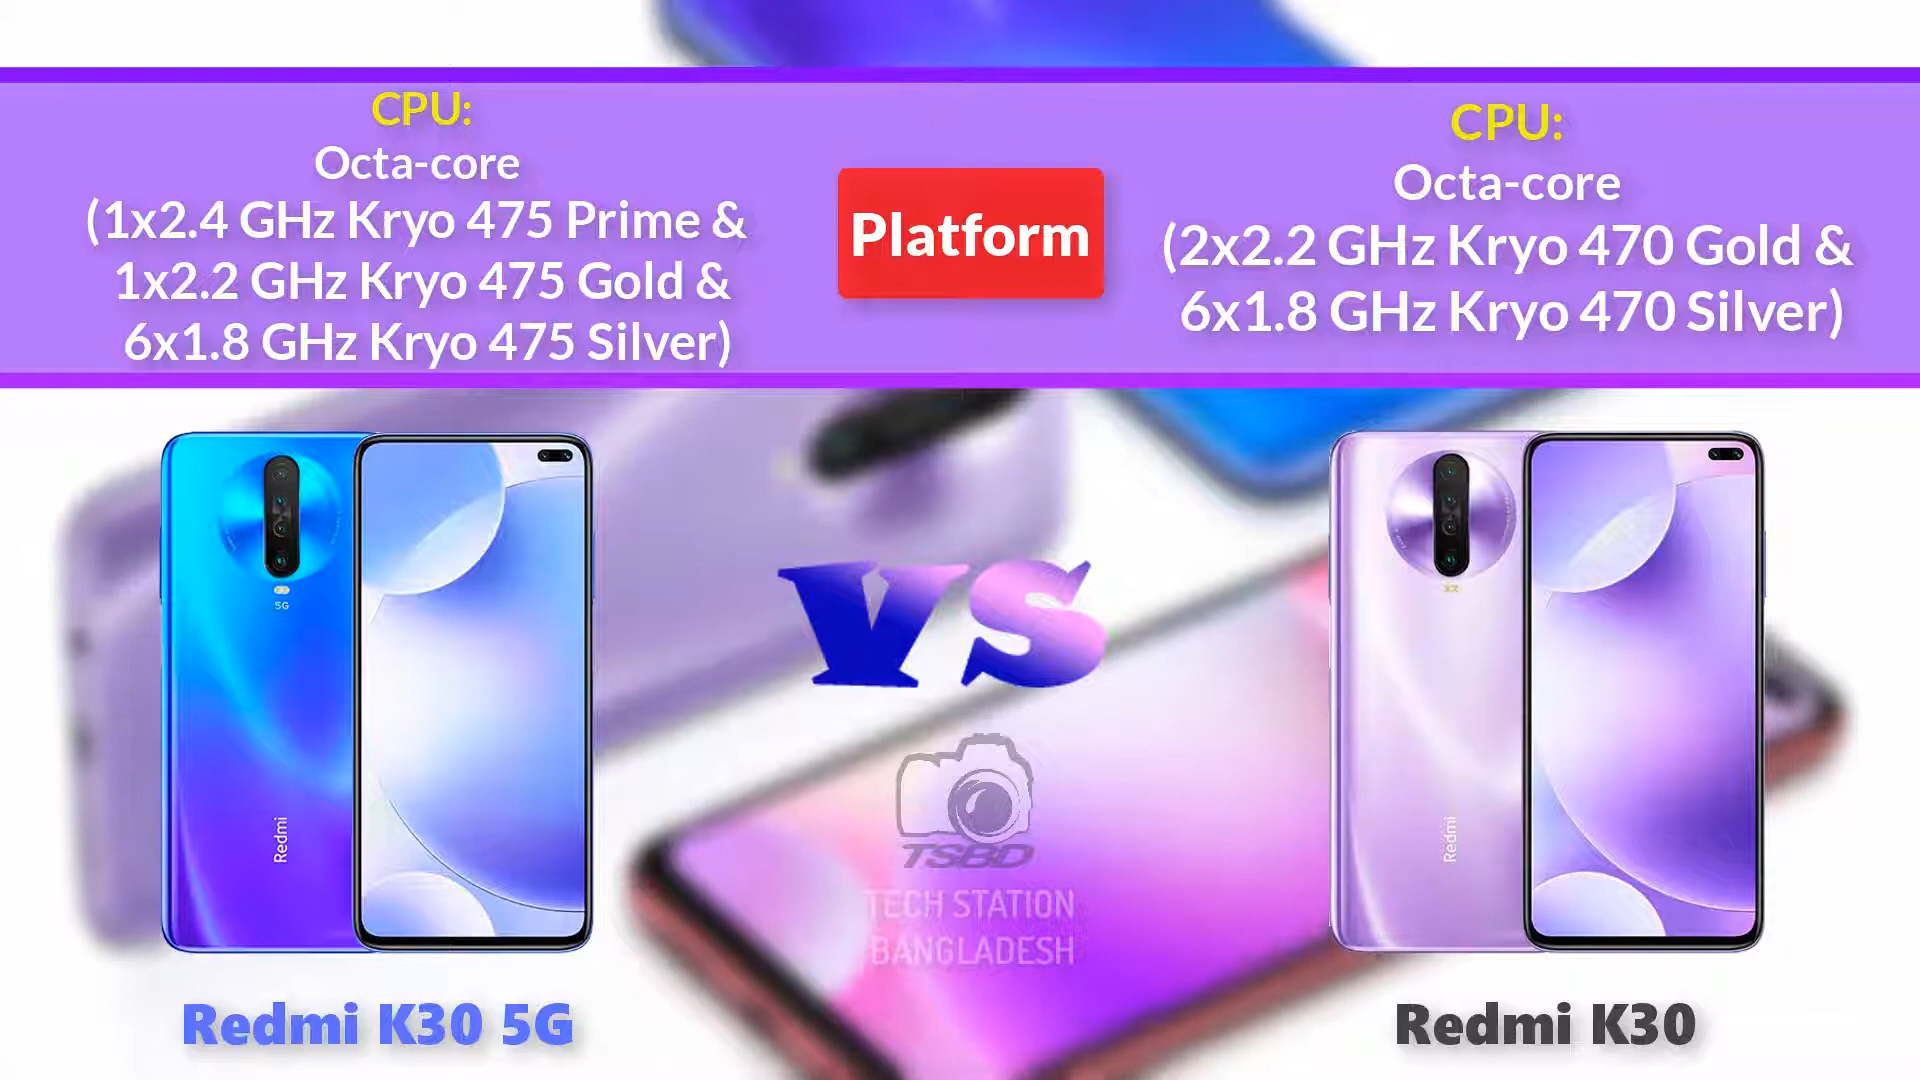 CPU:
Octa-core
(1x2.4 GHz Kryo 475 Prime &
1x2.2 GHz Kryo 475 Gold &
6x1.8 GHz Kryo 475 Silver)
Platform
CPU:
Octa-core
(2x2.2 GHz Kryo 470 Gold &
6x1.8 GHz Kryo 470 Silver)
5G
Redmi
VS
Redmi
TSBD
TECH STATION
BANGLADESH
Redmi K30 5G
Redmi K30